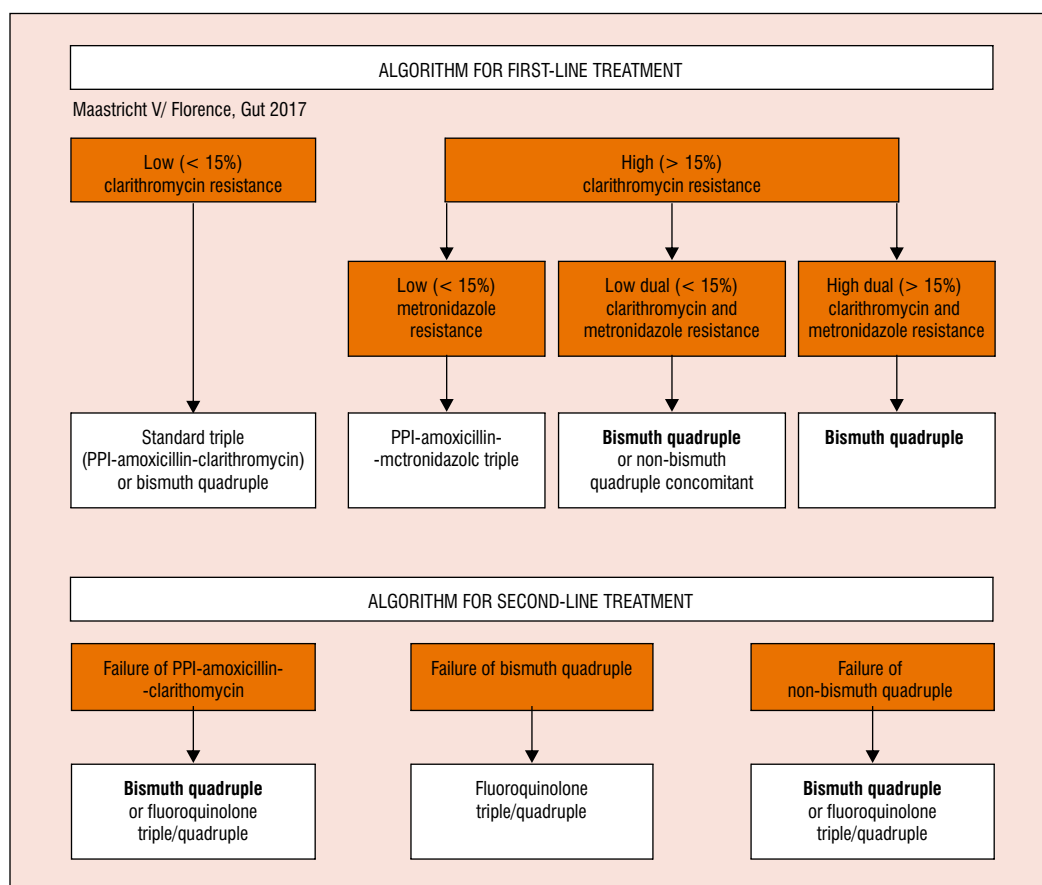 ALGORITHM FOR FIRST-LINE TREATMENT
Maastricht V/ Florence, Gut 2017
Low (< 15%)
clarithromycin resistance
High (> 15%)
clarithromycin resistance
Low (< 15%)
metronidazole
resistance
Low dual (< 15%)
clarithromycin and
metronidazole resistance
High dual (> 15%)
clarithromycin and
metronidazole resistance
Standard triple
(PPI-amoxicillin-clarithromycin)
or bismuth quadruple
PPI-amoxicillin-
-mctronidazolc triple
Bismuth quadruple
or non-bismuth
quadruple concomitant
Bismuth quadruple
ALGORITHM FOR SECOND-LINE TREATMENT
Failure of PPI-amoxicillin-
-clarithomycin
Failure of bismuth quadruple
Failure of
non-bismuth quadruple
Bismuth quadruple
or fluoroquinolone
triple/quadruple
Fluoroquinolone
triple/quadruple
Bismuth quadruple
or fluoroquinolone
triple/quadruple